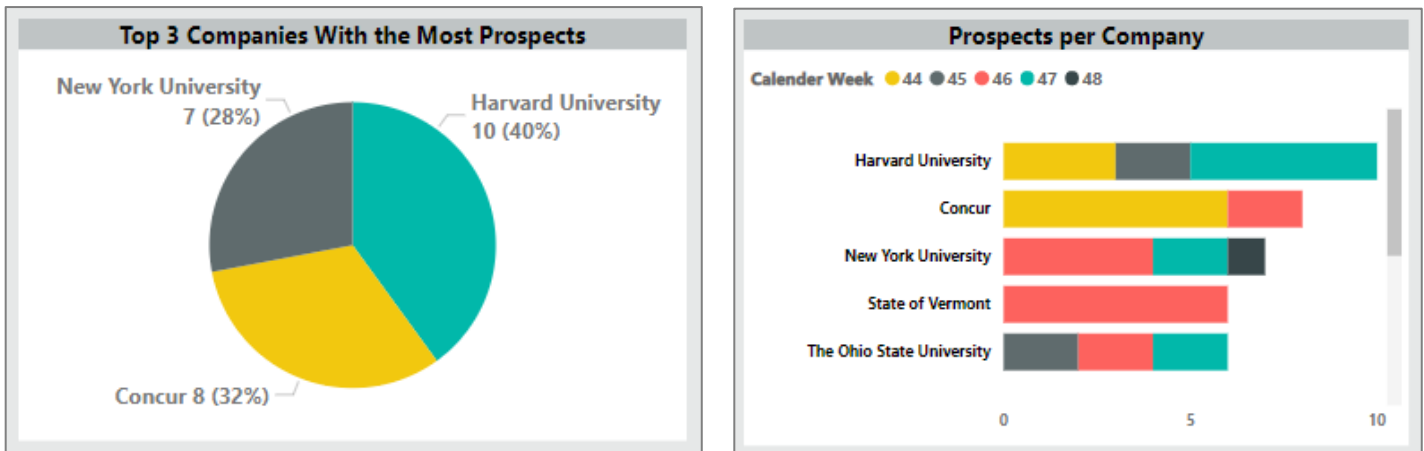 Top 3 Companies With the Most Prospects
New York University
7 (28%)
Harvard University
10 (40%)
Concur 8 (32%)
Prospects per Company
Calender Week 44 45 46 47 48
Harvard University
Concur
New York University
State of Vermont
The Ohio State University
0 5 10